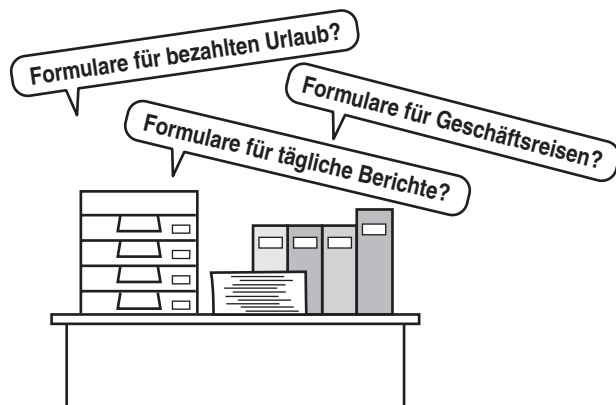 Formulare für bezahlten Urlaub?
Formulare für Geschäftsreisen?
Formulare für tägliche Berichte?